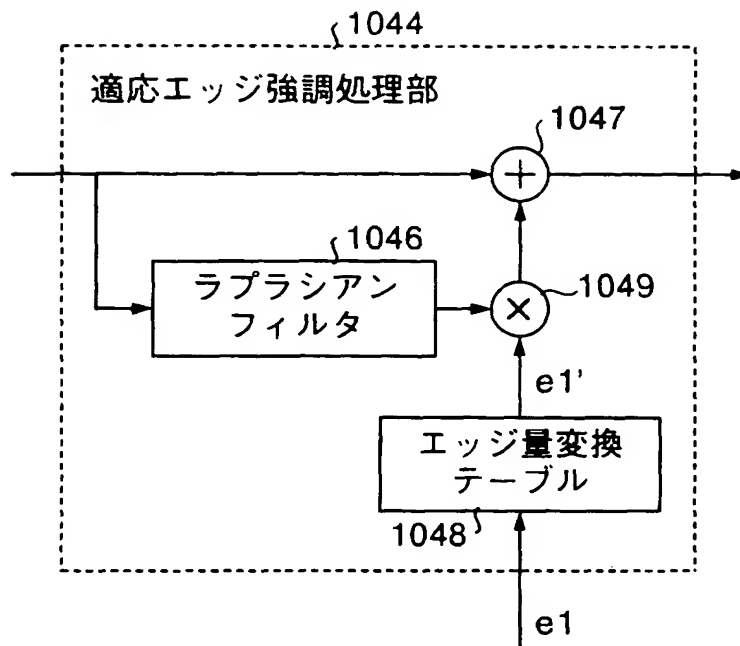 1044
適応エッジ強調処理部
1047
+
1046
ラプラシアン
フィルタ
×
1049
e1'
エッジ量変換
テーブル
1048
e1